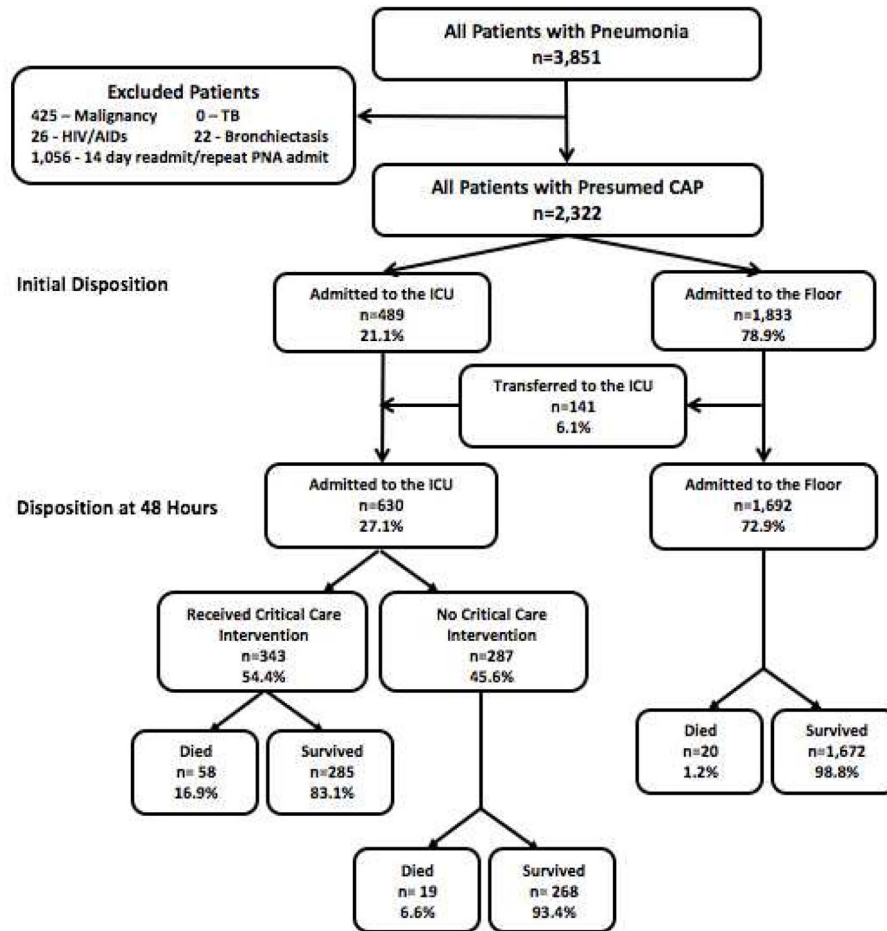 All Patients with Pneumonia
n=3,851
Excluded Patients
425 – Malignancy 0 – TB
26 - HIV/AIDs 22 - Bronchiectasis
1,056 - 14 day readmit/repeat PNA admit
All Patients with Presumed CAP
n=2,322
Initial Disposition
Admitted to the ICU
n=489
21.1%
Admitted to the Floor
n=1,833
78.9%
Transferred to the ICU
n=141
6.1%
Disposition at 48 Hours
Admitted to the ICU
n=630
27.1%
Admitted to the Floor
n=1,692
72.9%
Received Critical Care
Intervention
n=343
54.4%
No Critical Care
Intervention
n=287
45.6%
Died
n= 58
16.9%
Survived
n=285
83.1%
Died
n=20
1.2%
Survived
n=1,672
98.8%
Died
n= 19
6.6%
Survived
n= 268
93.4%